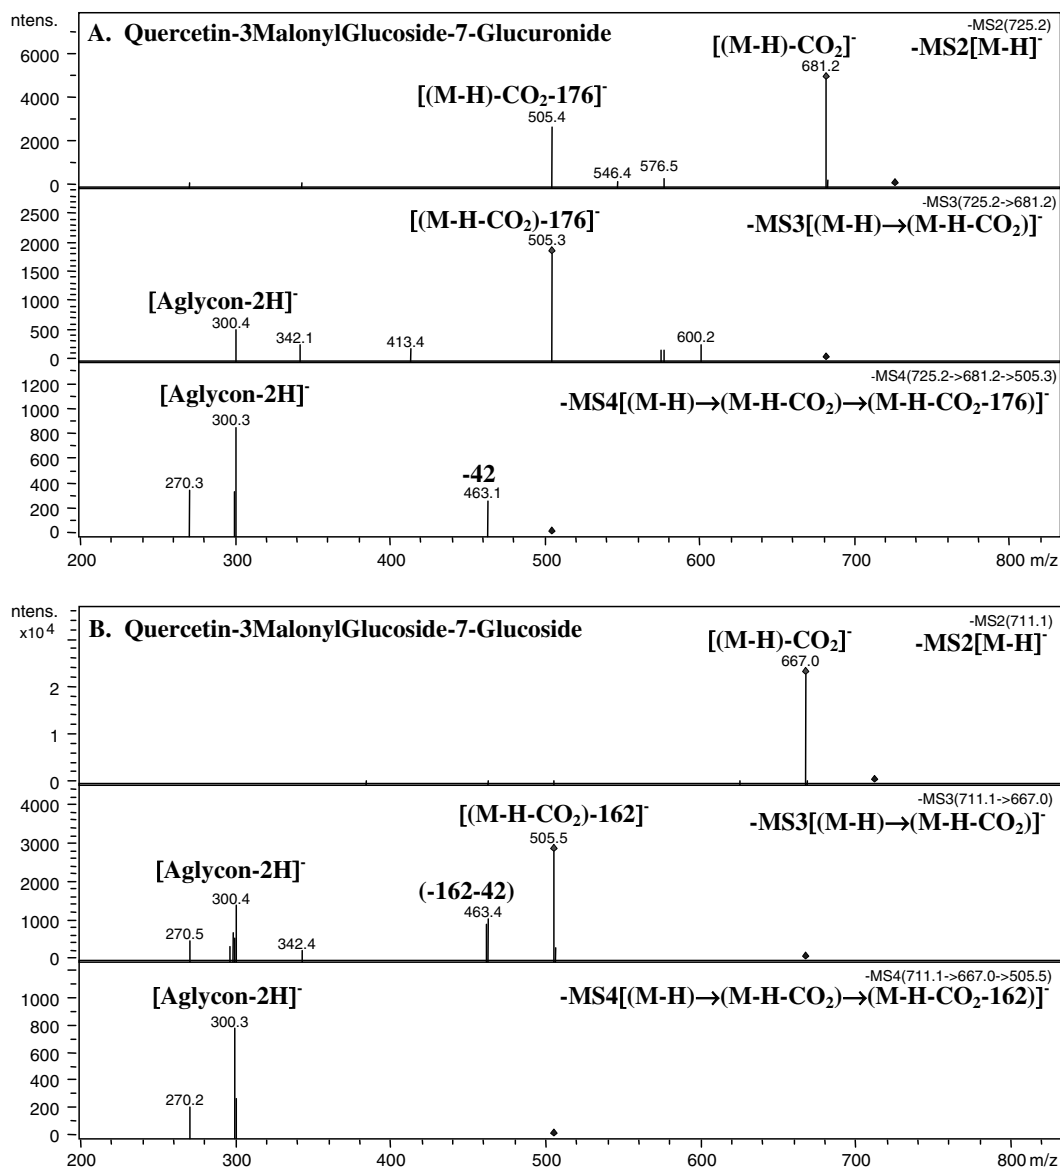 ntens.
A. Quercetin-3MalonylGlucoside-7-Glucuronide
-MS2(725.2)
-MS2[M-H]⁻
[(M-H)-CO₂]⁻
681.2
[(M-H)-CO₂-176]⁻
505.4
546.4
576.5
6000
4000
2000
0
-MS3(725.2->681.2)
-MS3[(M-H)→(M-H-CO₂)]⁻
[(M-H-CO₂)-176]⁻
505.3
[Aglycon-2H]⁻
300.4
342.1
413.4
600.2
2500
2000
1500
1000
500
0
-MS4(725.2->681.2->505.3)
-MS4[(M-H)→(M-H-CO₂)→(M-H-CO₂-176)]⁻
[Aglycon-2H]⁻
300.3
-42
463.1
270.3
1200
1000
800
600
400
200
0
200 300 400 500 600 700 800 m/z
ntens.
x10⁴
B. Quercetin-3MalonylGlucoside-7-Glucoside
-MS2(711.1)
-MS2[M-H]⁻
[(M-H)-CO₂]⁻
667.0
2
1
0
-MS3(711.1->667.0)
-MS3[(M-H)→(M-H-CO₂)]⁻
[(M-H-CO₂)-162]⁻
505.5
[Aglycon-2H]⁻
300.4
(-162-42)
463.4
270.5
342.4
4000
3000
2000
1000
0
-MS4(711.1->667.0->505.5)
-MS4[(M-H)→(M-H-CO₂)→(M-H-CO₂-162)]⁻
[Aglycon-2H]⁻
300.3
270.2
1000
800
600
400
200
0
200 300 400 500 600 700 800 m/z